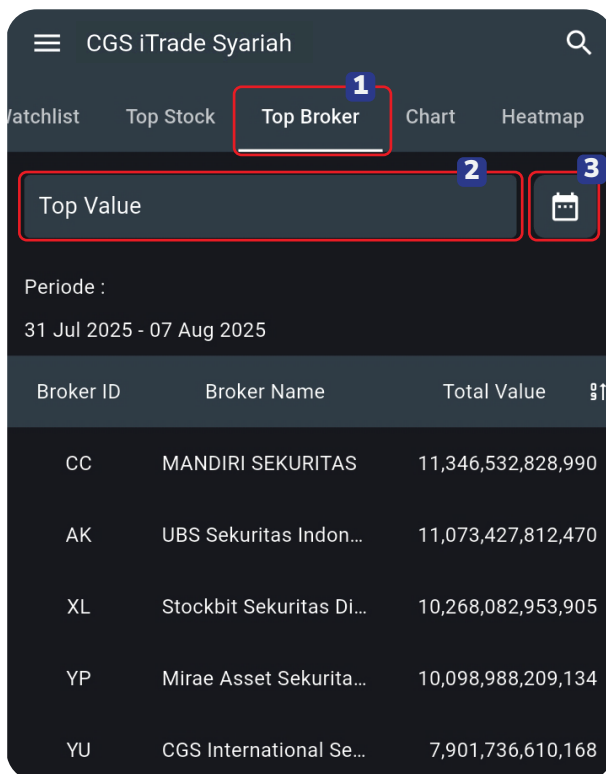 CGS iTrade Syariah
1
Watchlist Top Stock Top Broker Chart Heatmap
2 3
Top Value
Periode :
31 Jul 2025 - 07 Aug 2025
Broker ID Broker Name Total Value
CC MANDIRI SEKURITAS 11,346,532,828,990
AK UBS Sekuritas Indon... 11,073,427,812,470
XL Stockbit Sekuritas Di... 10,268,082,953,905
YP Mirae Asset Sekurita... 10,098,988,209,134
YU CGS International Se... 7,901,736,610,168